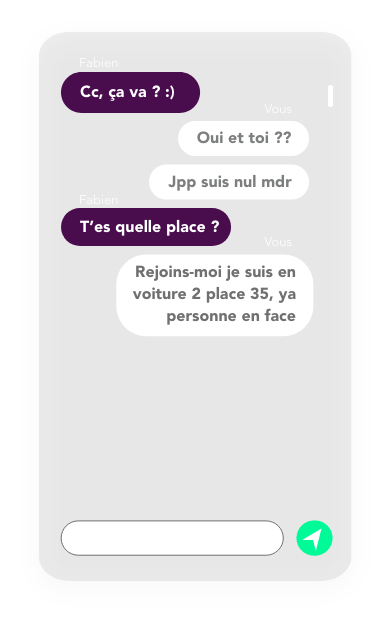 Fabien
Cc, ça va ? :)
Vous
Oui et toi ??
Jpp suis nul mdr
Fabien
T’es quelle place ?
Vous
Rejoins-moi je suis en
voiture 2 place 35, ya
personne en face